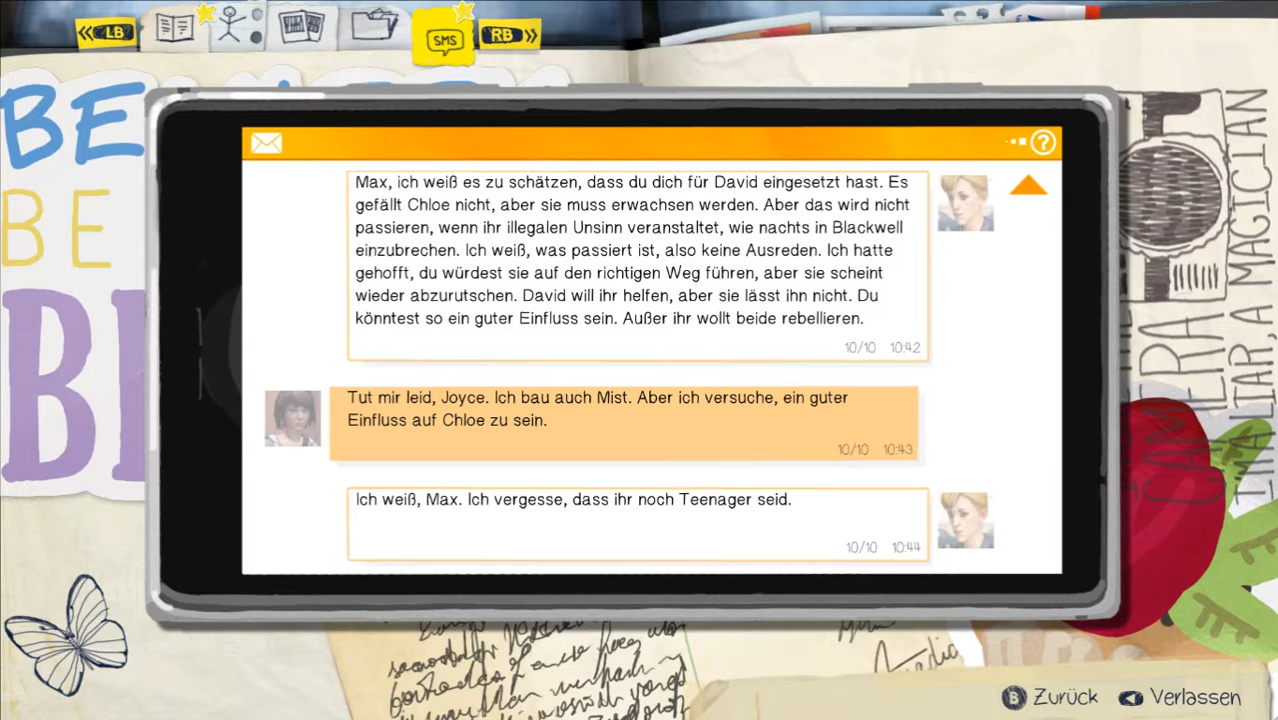 LB
SMS
RB
Max, ich weiß es zu schätzen, dass du dich für David eingesetzt hast. Es
gefällt Chloe nicht, aber sie muss erwachsen werden. Aber das wird nicht
passieren, wenn ihr illegalen Unsinn veranstaltet, wie nachts in Blackwell
einzubrechen. Ich weiß, was passiert ist, also keine Ausreden. Ich hatte
gehofft, du würdest sie auf den richtigen Weg führen, aber sie scheint
wieder abzurutschen. David will ihr helfen, aber sie lässt ihn nicht. Du
könntest so ein guter Einfluss sein. Außer ihr wollt beide rebellieren.
10/10 10:42
Tut mir leid, Joyce. Ich bau auch Mist. Aber ich versuche, ein guter
Einfluss auf Chloe zu sein.
10/10 10:43
Ich weiß, Max. Ich vergesse, dass ihr noch Teenager seid.
10/10 10:44
BE
BE
A MAGICIAN
B Zurück Verlassen